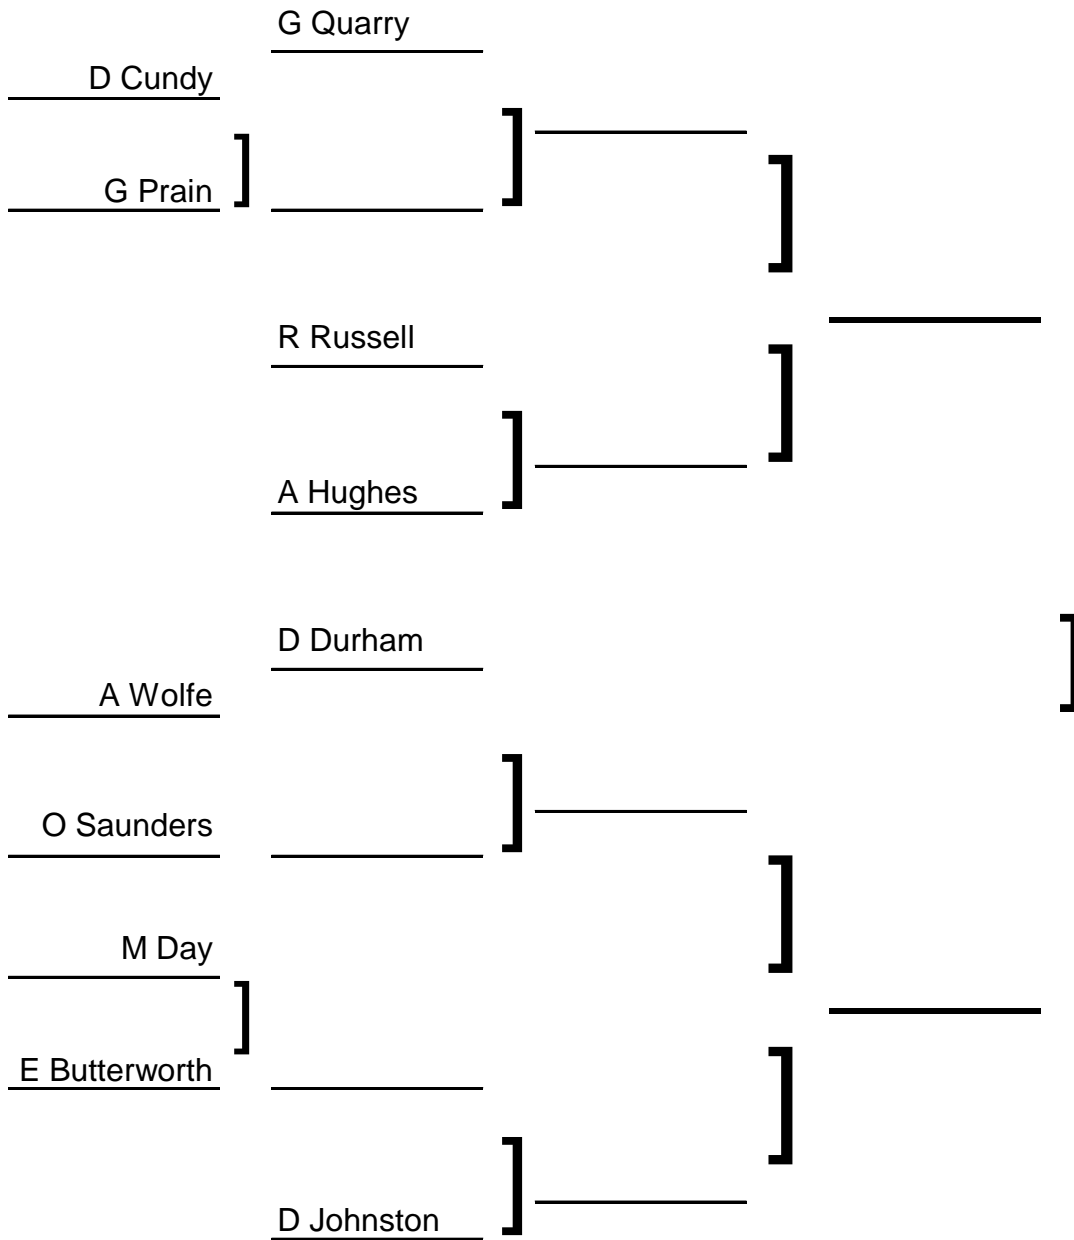 G Quarry
D Cundy
G Prain
R Russell
A Hughes
D Durham
A Wolfe
O Saunders
M Day
E Butterworth
D Johnston